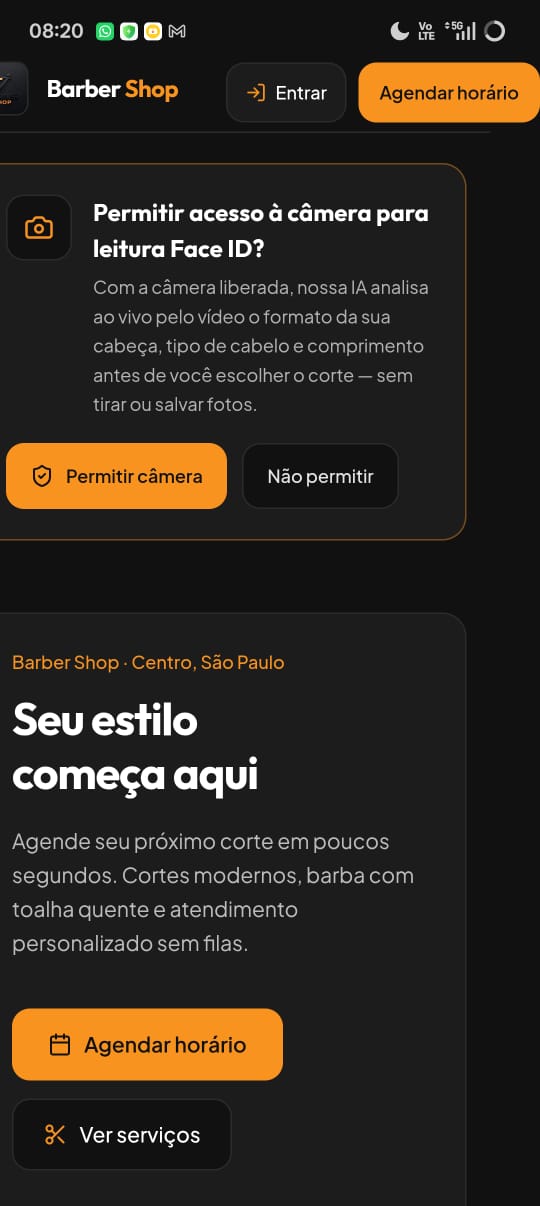 08:20
Vo
LTE
5G
HOP
Barber Shop
Entrar
Agendar horário
Permitir acesso à câmera para
leitura Face ID?
Com a câmera liberada, nossa IA analisa
ao vivo pelo vídeo o formato da sua
cabeça, tipo de cabelo e comprimento
antes de você escolher o corte — sem
tirar ou salvar fotos.
Permitir câmera
Não permitir
Barber Shop · Centro, São Paulo
Seu estilo
começa aqui
Agende seu próximo corte em poucos
segundos. Cortes modernos, barba com
toalha quente e atendimento
personalizado sem filas.
Agendar horário
Ver serviços